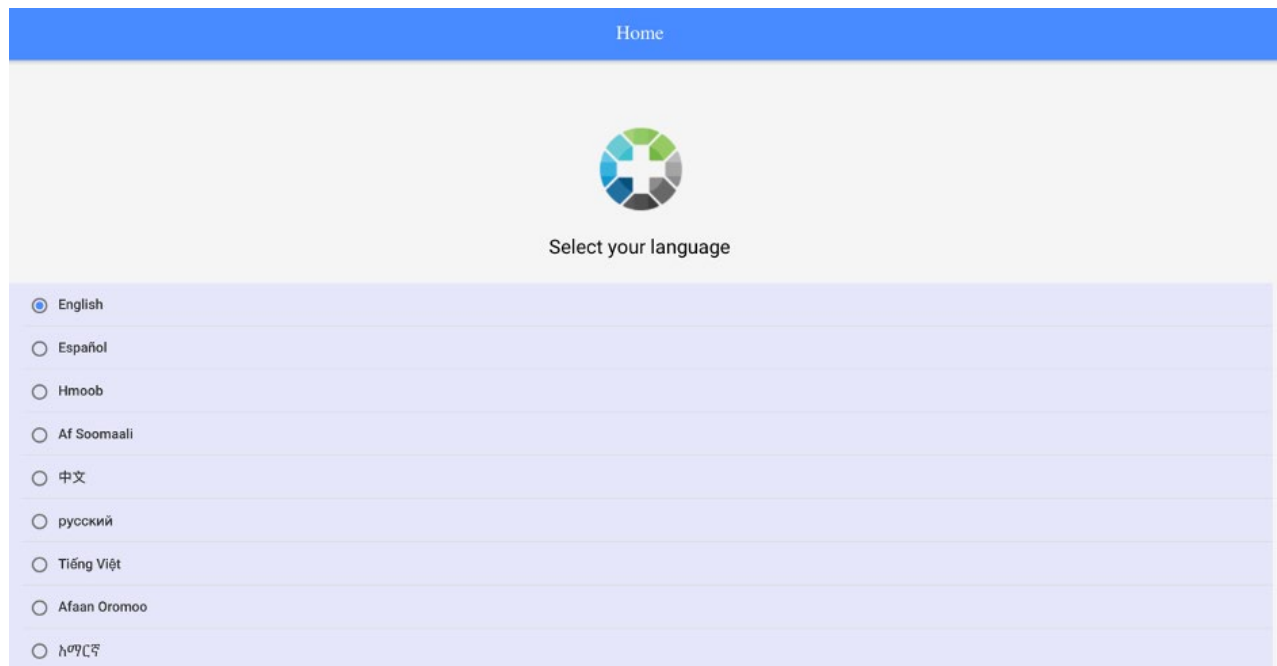 Home
Select your language
English
Español
Hmoob
Af Soomaali
中文
русский
Tiếng Việt
Afaan Oromoo
አማርኛ